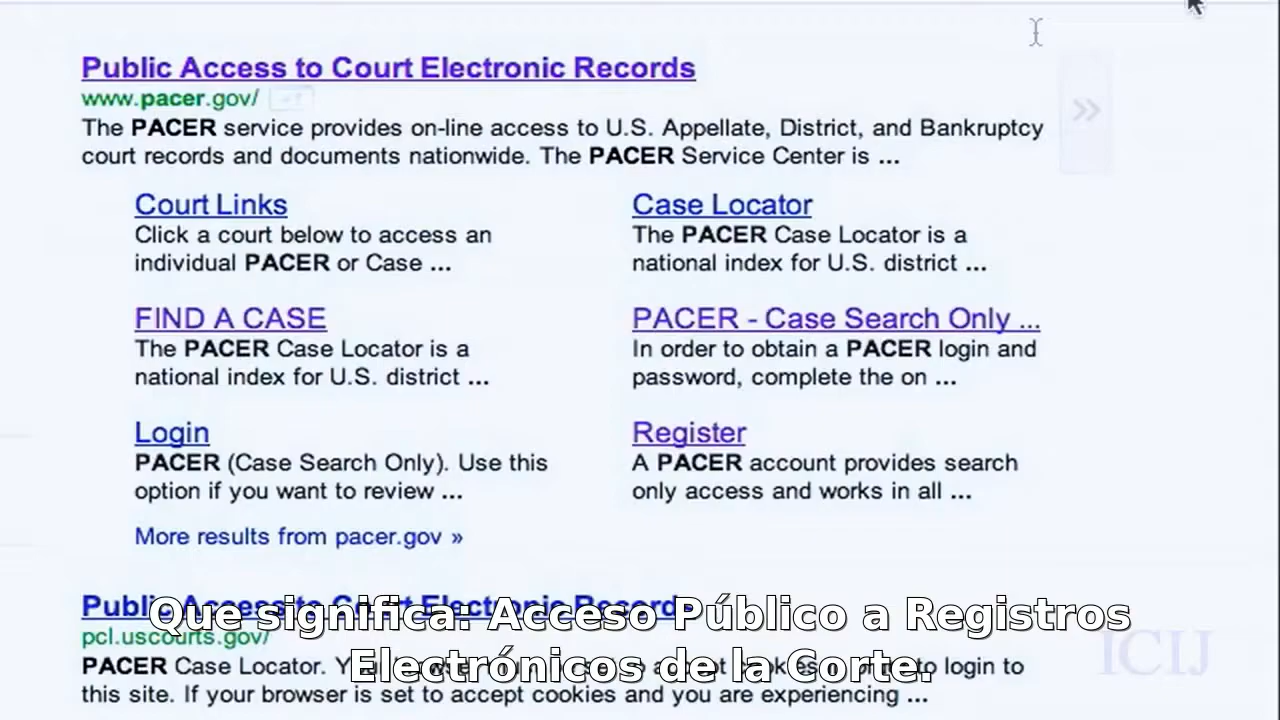 Public Access to Court Electronic Records
www.pacer.gov/
The PACER service provides on-line access to U.S. Appellate, District, and Bankruptcy
court records and documents nationwide. The PACER Service Center is ...
»
Court Links
Click a court below to access an
individual PACER or Case ...
Case Locator
The PACER Case Locator is a
national index for U.S. district ...
FIND A CASE
The PACER Case Locator is a
national index for U.S. district ...
PACER - Case Search Only ...
In order to obtain a PACER login and
password, complete the on ...
Login
PACER (Case Search Only). Use this
option if you want to review ...
Register
A PACER account provides search
only access and works in all ...
More results from pacer.gov »
Public Access to Court Electronic Records
Que significa: Acceso Público a Registros
pcl.uscourts.gov/
Electrónicos de la Corte.
PACER Case Locator. to login to
this site. If your browser is set to accept cookies and you are experiencing ...
ICIJ